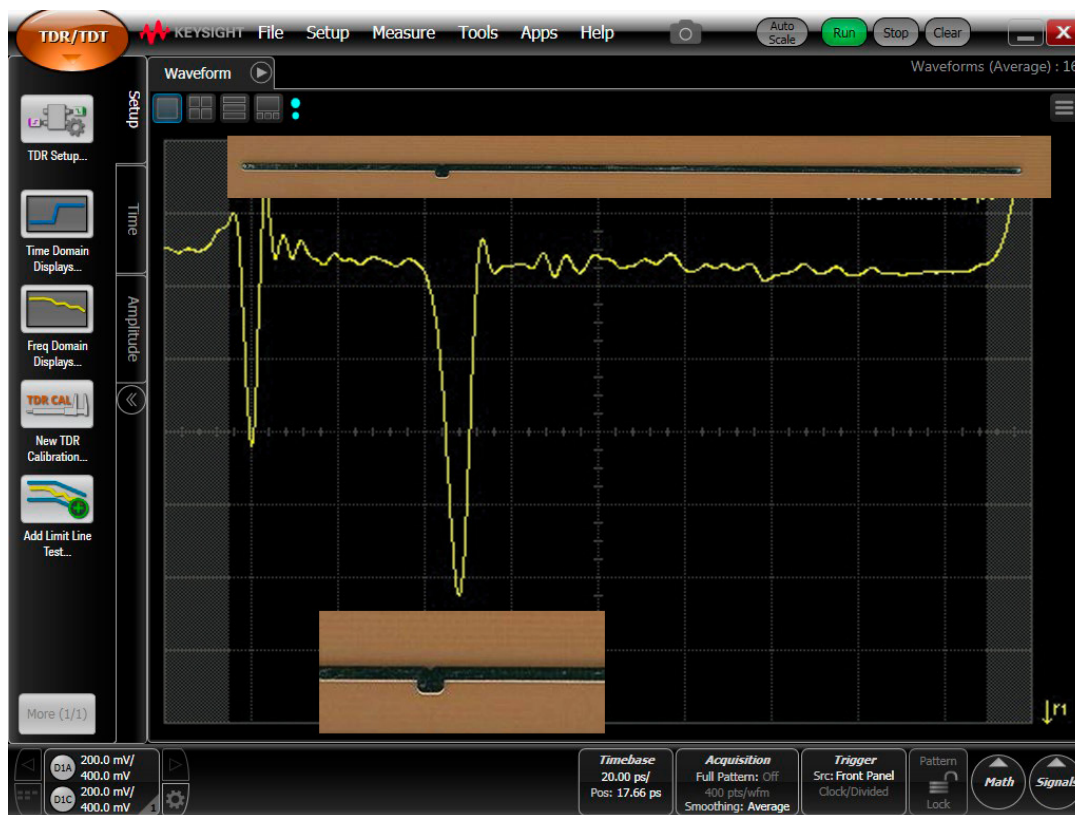 TDR/TDT
KEYSIGHT File Setup Measure Tools Apps Help
Auto Scale
Run
Stop
Clear
Waveform
Waveforms (Average) : 16
Setup
Time
Amplitude
TDR Setup...
Time Domain
Displays...
Freq Domain
Displays...
TDR CAL
New TDR
Calibration...
Add Limit Line
Test...
More (1/1)
D1A 200.0 mV/
400.0 mV
D1C 200.0 mV/
400.0 mV
1
Timebase
20.00 ps/
Pos: 17.66 ps
Acquisition
Full Pattern: Off
400 pts/wfm
Smoothing: Average
Trigger
Src: Front Panel
Clock/Divided
Pattern
Lock
Math
Signals